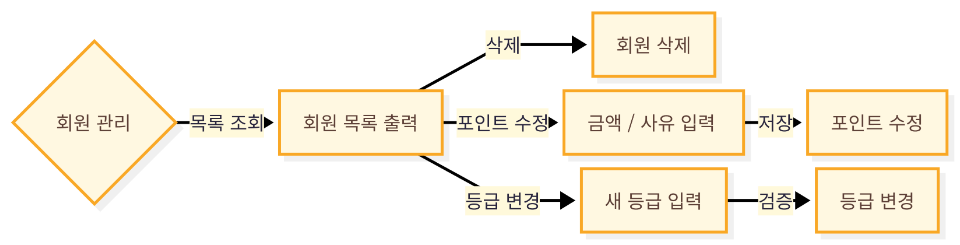 회원 관리
목록 조회
회원 목록 출력
삭제
회원 삭제
포인트 수정
금액 / 사유 입력
저장
포인트 수정
등급 변경
새 등급 입력
검증
등급 변경